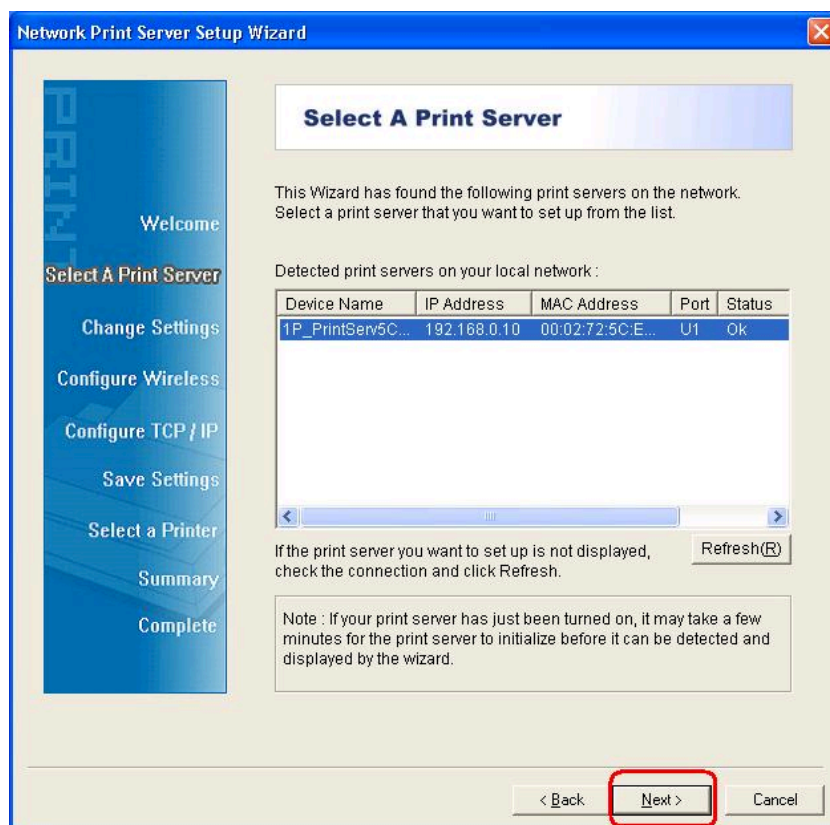 Network Print Server Setup Wizard
PRINT
Welcome
Select A Print Server
Change Settings
Configure Wireless
Configure TCP / IP
Save Settings
Select a Printer
Summary
Complete
Select A Print Server
This Wizard has found the following print servers on the network.
Select a print server that you want to set up from the list.
Detected print servers on your local network :
Device Name IP Address MAC Address Port Status
1P_PrintServ5C... 192.168.0.10 00:02:72:5C:E... U1 Ok
If the print server you want to set up is not displayed,
check the connection and click Refresh.
Refresh(R)
Note : If your print server has just been turned on, it may take a few
minutes for the print server to initialize before it can be detected and
displayed by the wizard.
< Back Next > Cancel